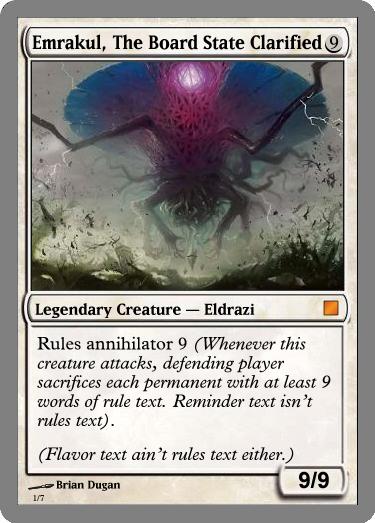 Emrakul, The Board State Clarified 9
Legendary Creature — Eldrazi
Rules annihilator 9 (Whenever this
creature attacks, defending player
sacrifices each permanent with at least 9
words of rule text. Reminder text isn't
rules text).
(Flavor text ain't rules text either.)
9/9
Brian Dugan
1/7